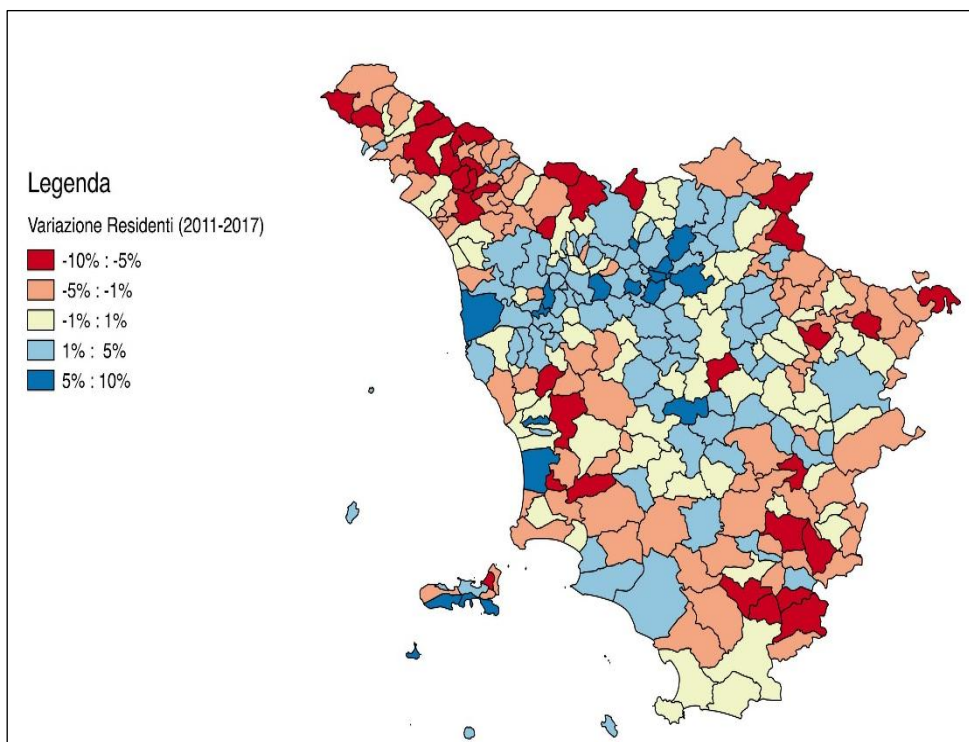 Legenda
Variazione Residenti (2011-2017)
-10% : -5%
-5% : -1%
-1% : 1%
1% : 5%
5% : 10%